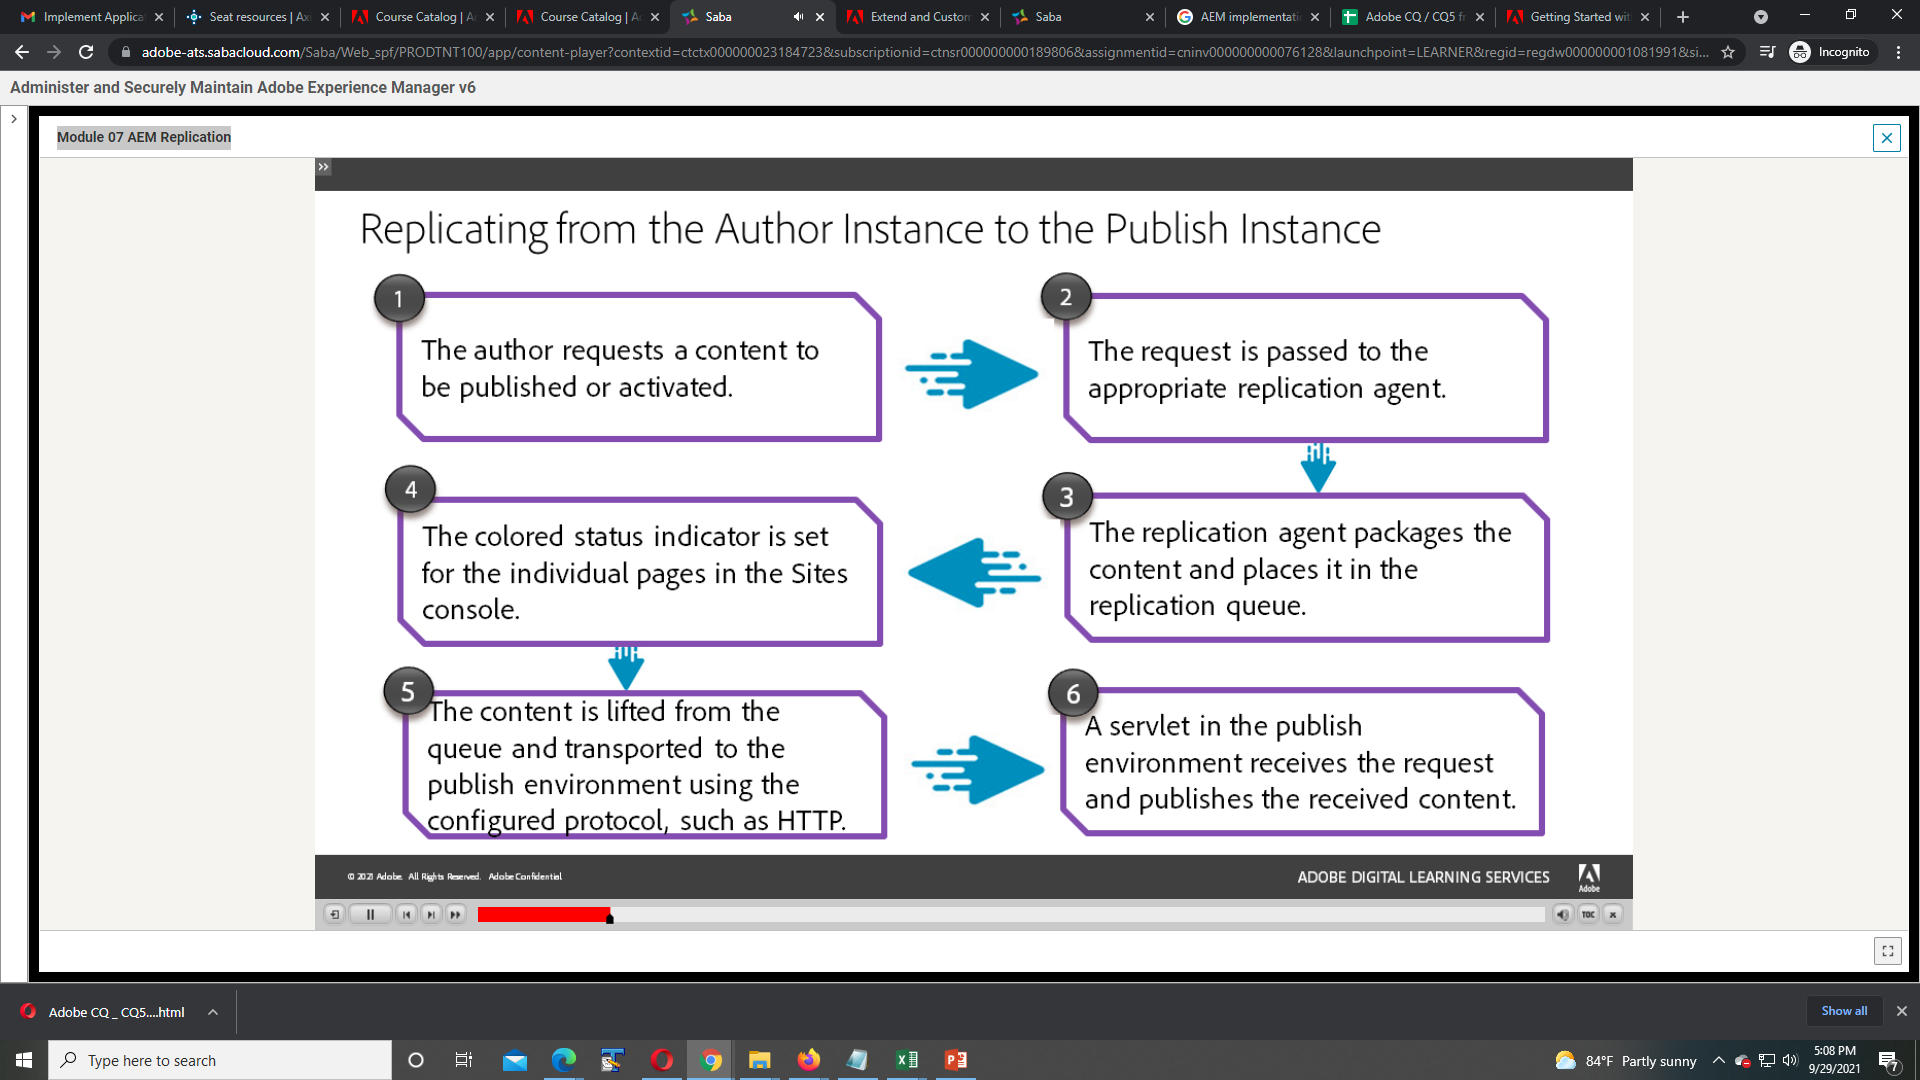 Implement Applica
Seat resources | Ax
Course Catalog | A
Course Catalog | A
Saba
Extend and Custom
Saba
AEM implementati
Adobe CQ / CQ5 fr
Getting Started wit
adobe-ats.sabacloud.com/Saba/Web_spf/PRODTNT100/app/content-player?contextid=ctctx000000023184723&subscriptionid=ctnsr000000000189806&assignmentid=cninv000000000076128&launchpoint=LEARNER&regid=regdw000000001081991&si...
Incognito
Administer and Securely Maintain Adobe Experience Manager v6
Module 07 AEM Replication
Replicating from the Author Instance to the Publish Instance
1
The author requests a content to
be published or activated.
2
The request is passed to the
appropriate replication agent.
3
The replication agent packages the
content and places it in the
replication queue.
4
The colored status indicator is set
for the individual pages in the Sites
console.
5
The content is lifted from the
queue and transported to the
publish environment using the
configured protocol, such as HTTP.
6
A servlet in the publish
environment receives the request
and publishes the received content.
© 2021 Adobe. All Rights Reserved. Adobe Confidential
ADOBE DIGITAL LEARNING SERVICES
Adobe
TOC
Adobe CQ _ CQ5....html
Show all
Type here to search
84°F Partly sunny
5:08 PM
9/29/2021
7